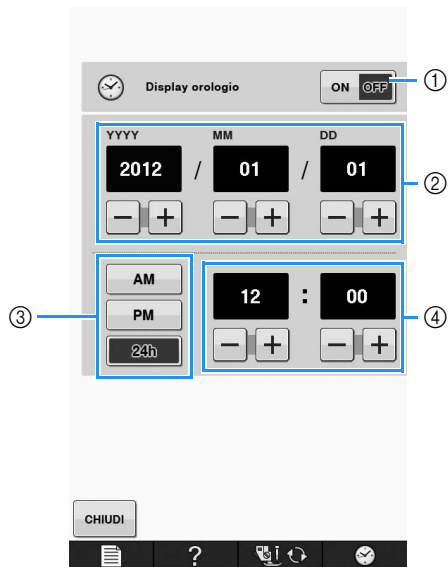 Display orologio ON OFF ①
YYYY MM DD
2012 / 01 / 01
②
− + − + − +
AM
12 : 00
③ PM ④
24h − + − +
CHIUDI
?